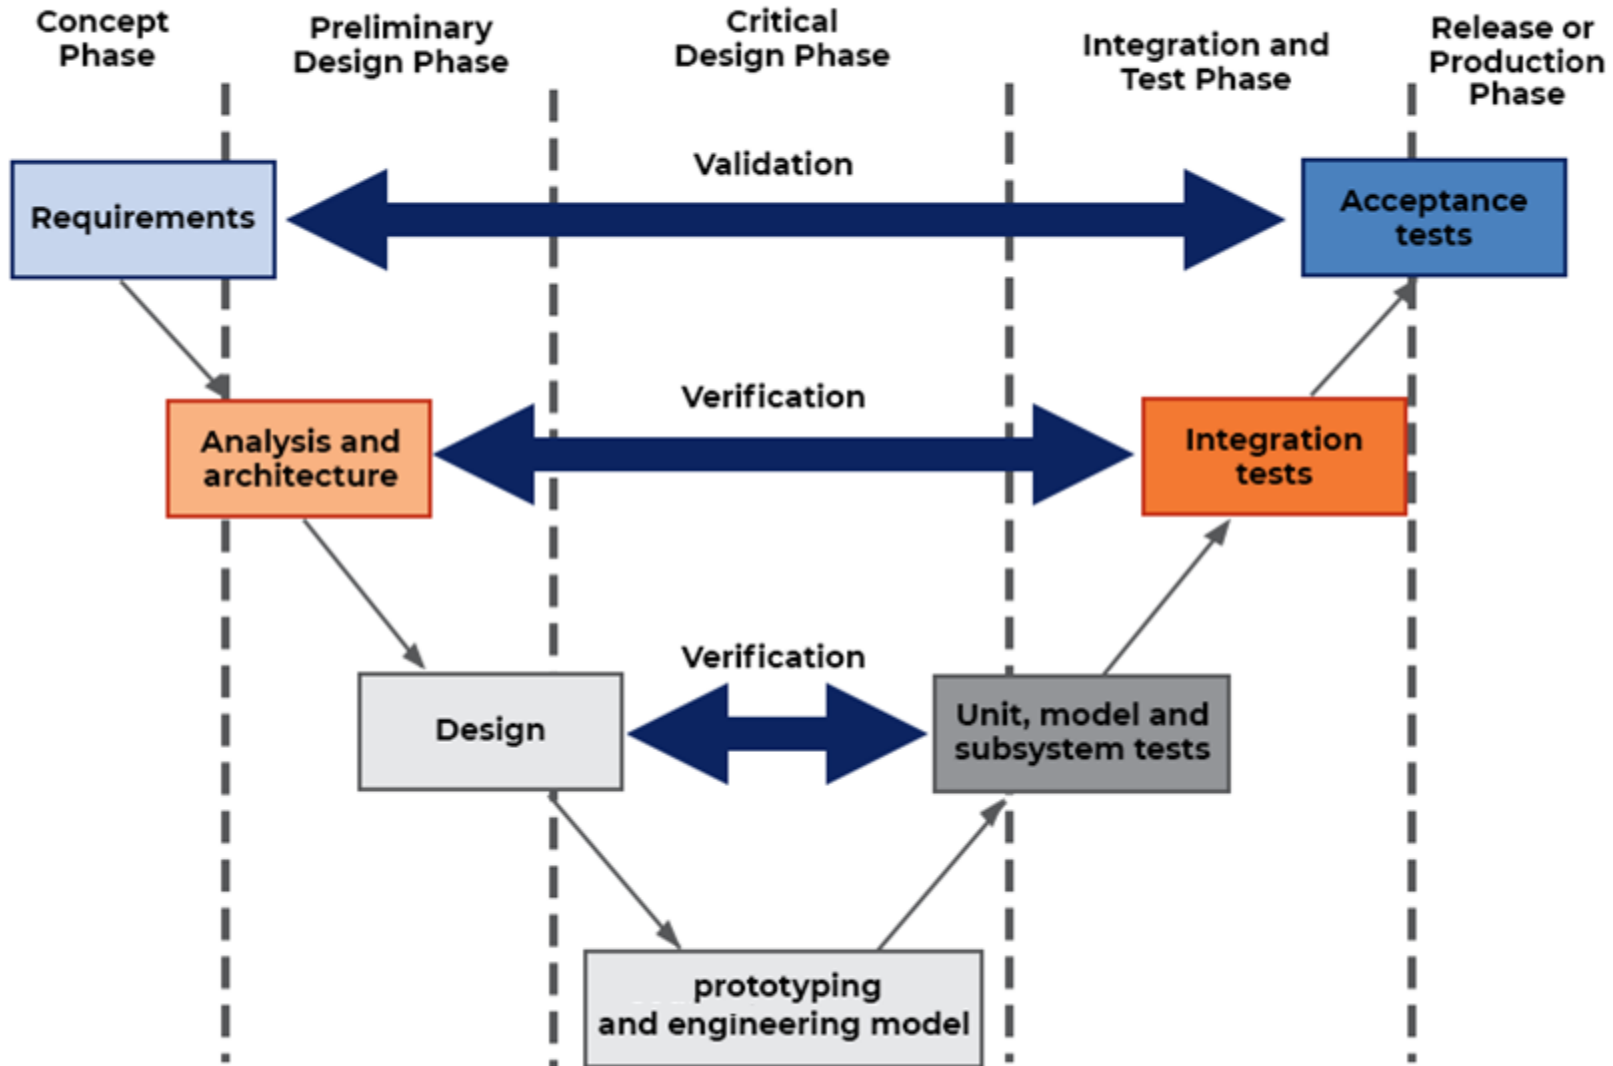 Concept
Phase
Preliminary
Design Phase
Critical
Design Phase
Integration and
Test Phase
Release or
Production
Phase
Validation
Requirements
Acceptance
tests
Verification
Analysis and
architecture
Integration
tests
Verification
Design
Unit, model and
subsystem tests
prototyping
and engineering model